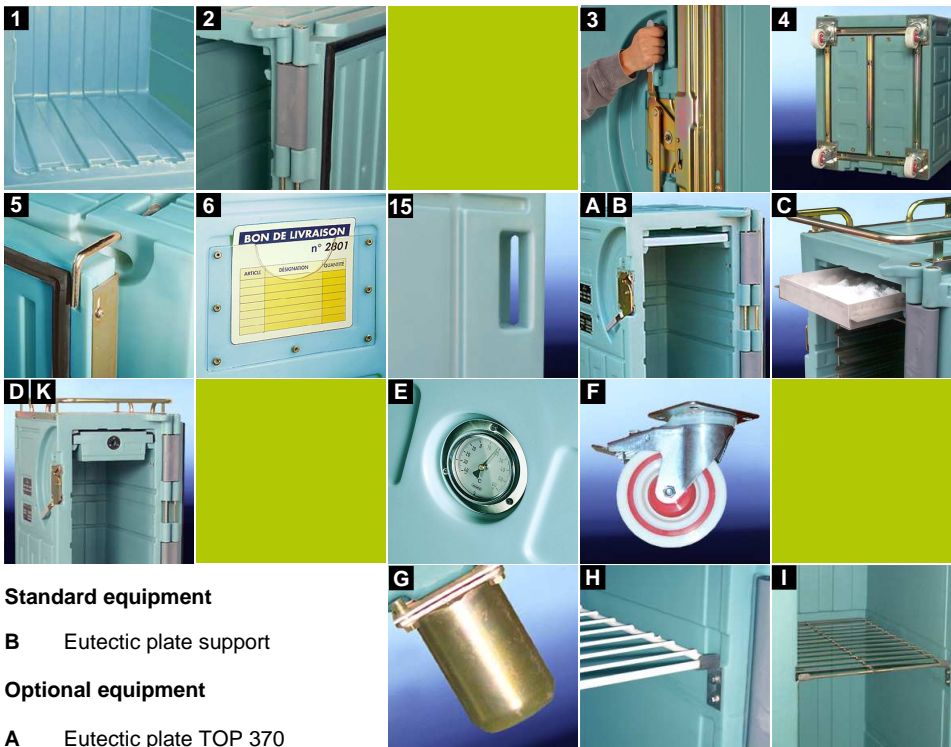 1
2
3
4
5
6
BON DE LIVRAISON
n° 2801
ARTICLE DÉSIGNATION QUANTITÉ
15
A B
C
D K
E
°C
F
Standard equipment
B Eutectic plate support
Optional equipment
A Eutectic plate TOP 370
G
H
I